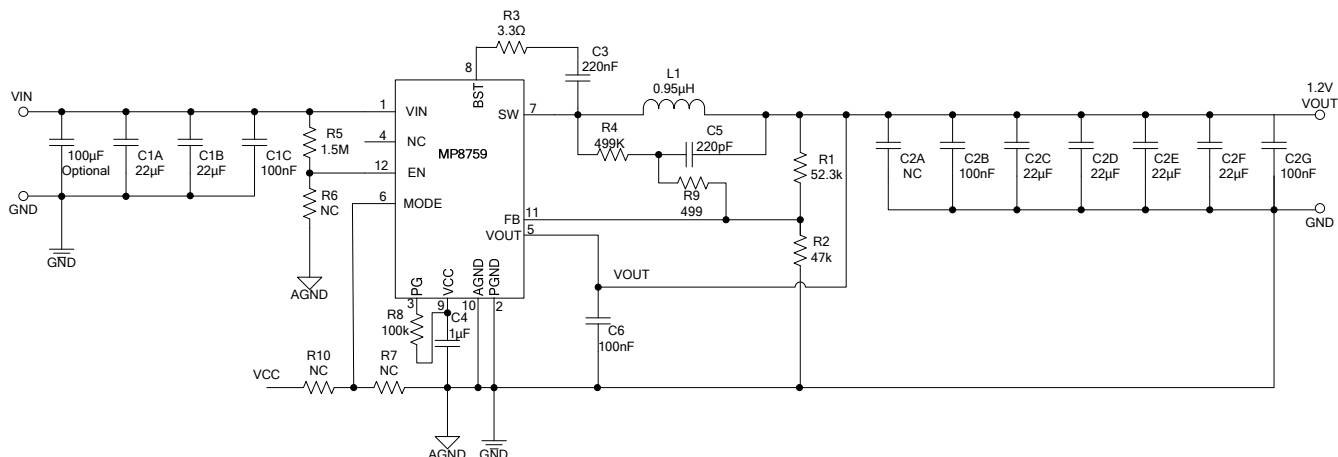 R3
3.3Ω
C3
220nF
8
BST
L1
0.95µH
1.2V
VOUT
VIN
1
VIN
SW
7
R4
499K
C5
220pF
R5
1.5M
4
NC
MP8759
R1
52.3k
100µF
Optional
C1A
22µF
C1B
22µF
C1C
100nF
12
EN
R9
499
C2A
NC
C2B
100nF
C2C
22µF
C2D
22µF
C2E
22µF
C2F
22µF
C2G
100nF
GND
R6
NC
6
MODE
FB
11
VOUT
5
R2
47k
GND
GND
AGND
PG
VCC
AGND
PGND
3
9
10
2
VOUT
R8
100k
C4
1µF
C6
100nF
VCC
R10
NC
R7
NC
AGND
GND